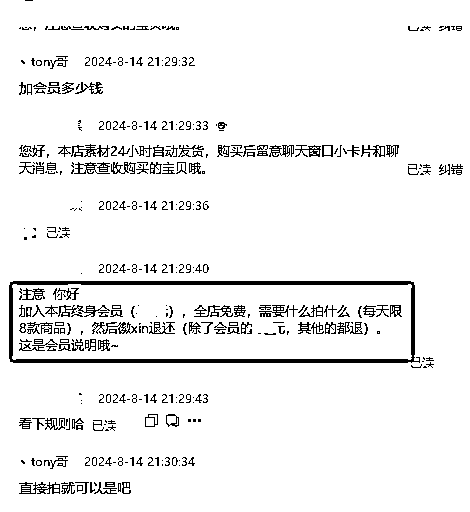 tony哥 2024-8-14 21:29:32
加会员多少钱
2024-8-14 21:29:33
您好，本店素材24小时自动发货，购买后留意聊天窗口小卡片和聊
天消息，注意查收购买的宝贝哦。
已读 纠错
2024-8-14 21:29:36
已读
2024-8-14 21:29:40
注意 你好
加入本店终身会员（ ），全店免费，需要什么拍什么（每天限
8款商品），然后徽xin退还（除了会员的 元，其他的都退）。
这是会员说明哦~
已读
2024-8-14 21:29:43
看下规则哈 已读
tony哥 2024-8-14 21:30:34
直接拍就可以是吧